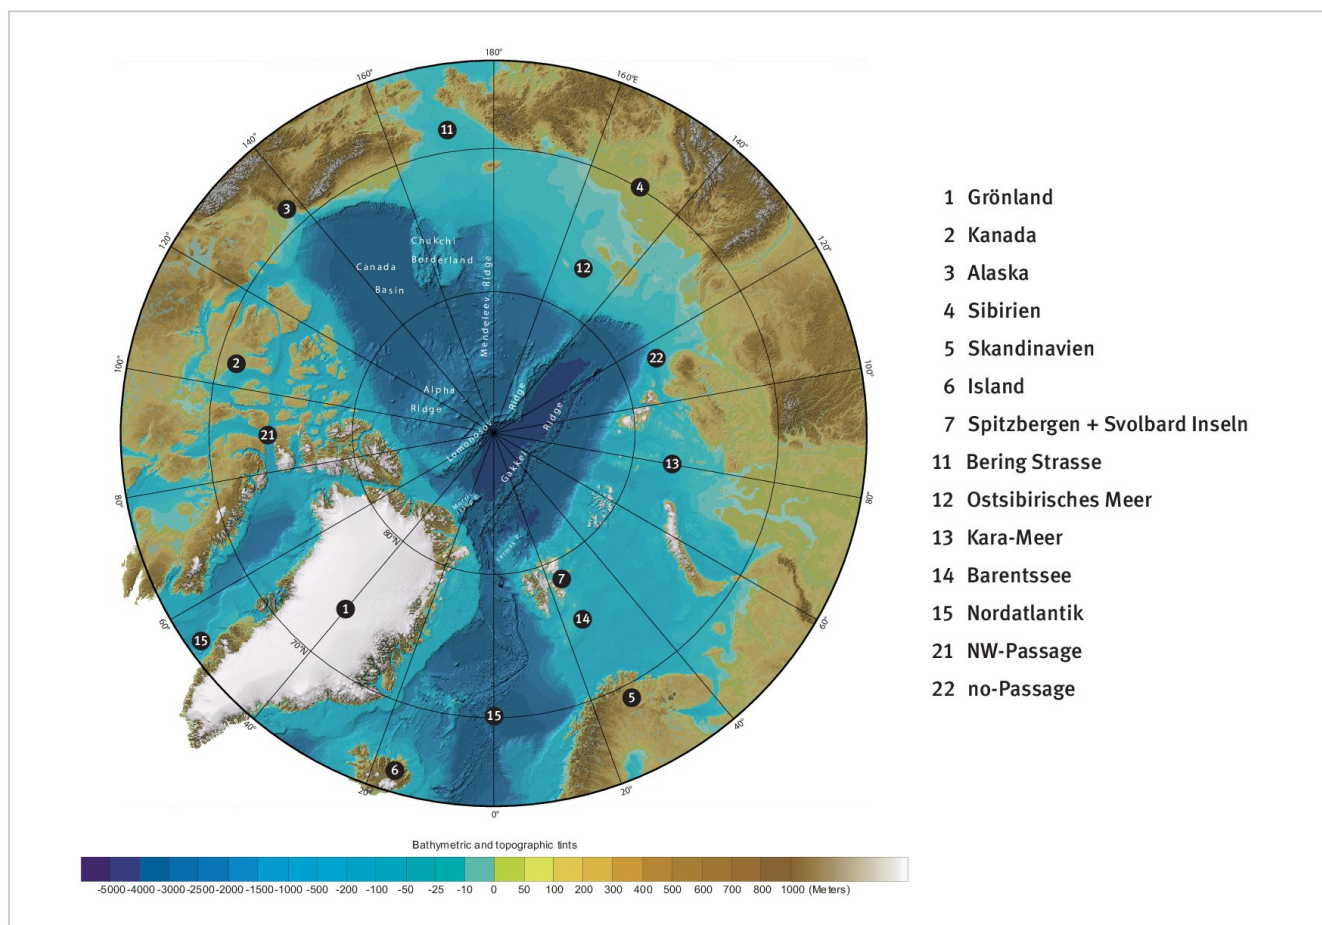 180°
160°
160°E
140°
140°
11
4
3
120°
120°
Chukchi
Borderland
Canada
Basin
12
Mendeleev Ridge
22
100°
100°
2
Alpha
Ridge
Ridge
Ridge
21
Lomonosov
13
Gakkel
80°
80°
80°N
7
1
14
60°
60°
15
70°N
5
15
40°
40°
6
20°
20°
0°
1 Grönland
2 Kanada
3 Alaska
4 Sibirien
5 Skandinavien
6 Island
7 Spitzbergen + Svolbard Inseln
11 Bering Strasse
12 Ostsibirisches Meer
13 Kara-Meer
14 Barentssee
15 Nordatlantik
21 NW-Passage
22 no-Passage
Bathymetric and topographic tints
-5000 -4000 -3000 -2500 -2000 -1500 -1000 -500 -200 -100 -50 -25 -10 0 50 100 200 300 400 500 600 700 800 1000 (Meters)